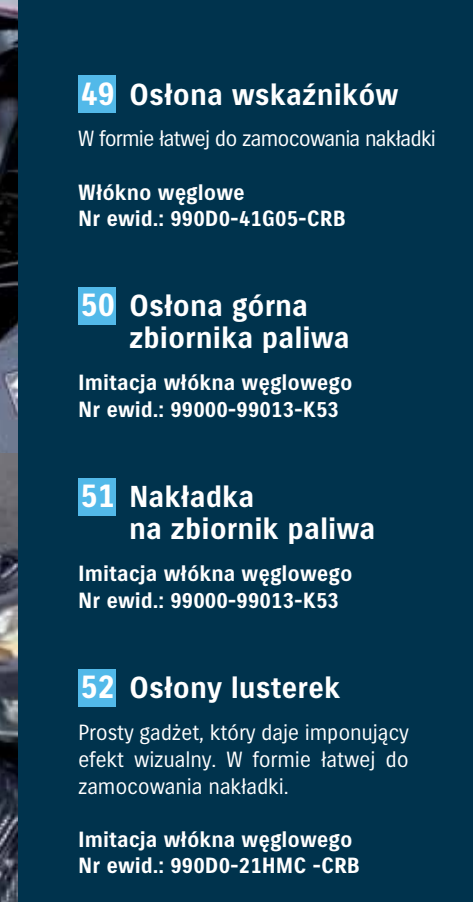 49 Osłona wskaźników
W formie łatwej do zamocowania nakładki
Włókno węglowe
Nr ewid.: 990D0-41G05-CRB
50 Osłona górna
zbiornika paliwa
Imitacja włókna węglowego
Nr ewid.: 99000-99013-K53
51 Nakładka
na zbiornik paliwa
Imitacja włókna węglowego
Nr ewid.: 99000-99013-K53
52 Osłony lusterek
Prosty gadżet, który daje imponujący
efekt wizualny. W formie łatwej do
zamocowania nakładki.
Imitacja włókna węglowego
Nr ewid.: 990D0-21HMC -CRB